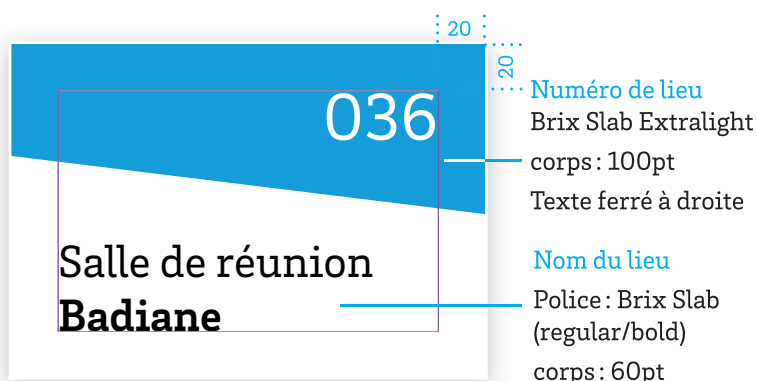 20
20
036
Numéro de lieu
Brix Slab Extralight
corps : 100pt
Texte ferré à droite
Salle de réunion
Badiane
Nom du lieu
Police : Brix Slab
(regular/bold)
corps : 60pt